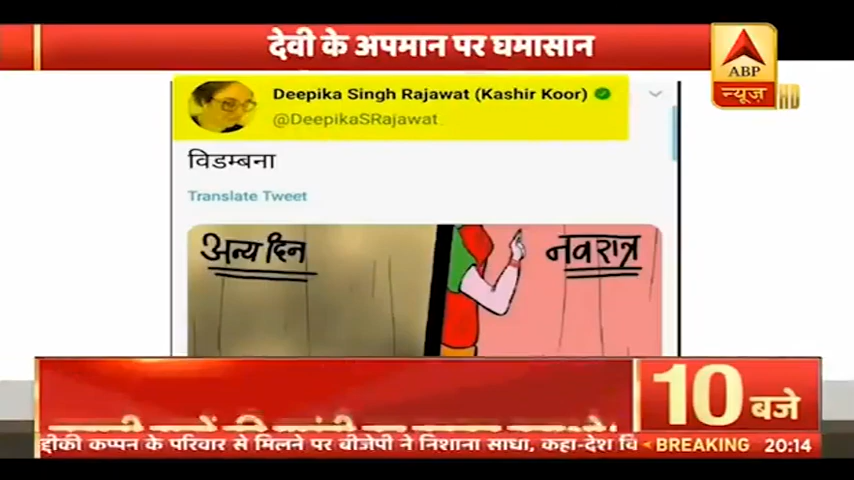 देवी के अपमान पर घमासान
ABP
न्यूज़ HD
Deepika Singh Rajawat (Kashir Koor)
@DeepikaSRajawat
विडम्बना
Translate Tweet
अन्य दिन
नवरात्र
10 बजे
द्दीकी कप्पन के परिवार से मिलने पर बीजेपी ने निशाना साधा, कहा-देश वि
BREAKING
20:14